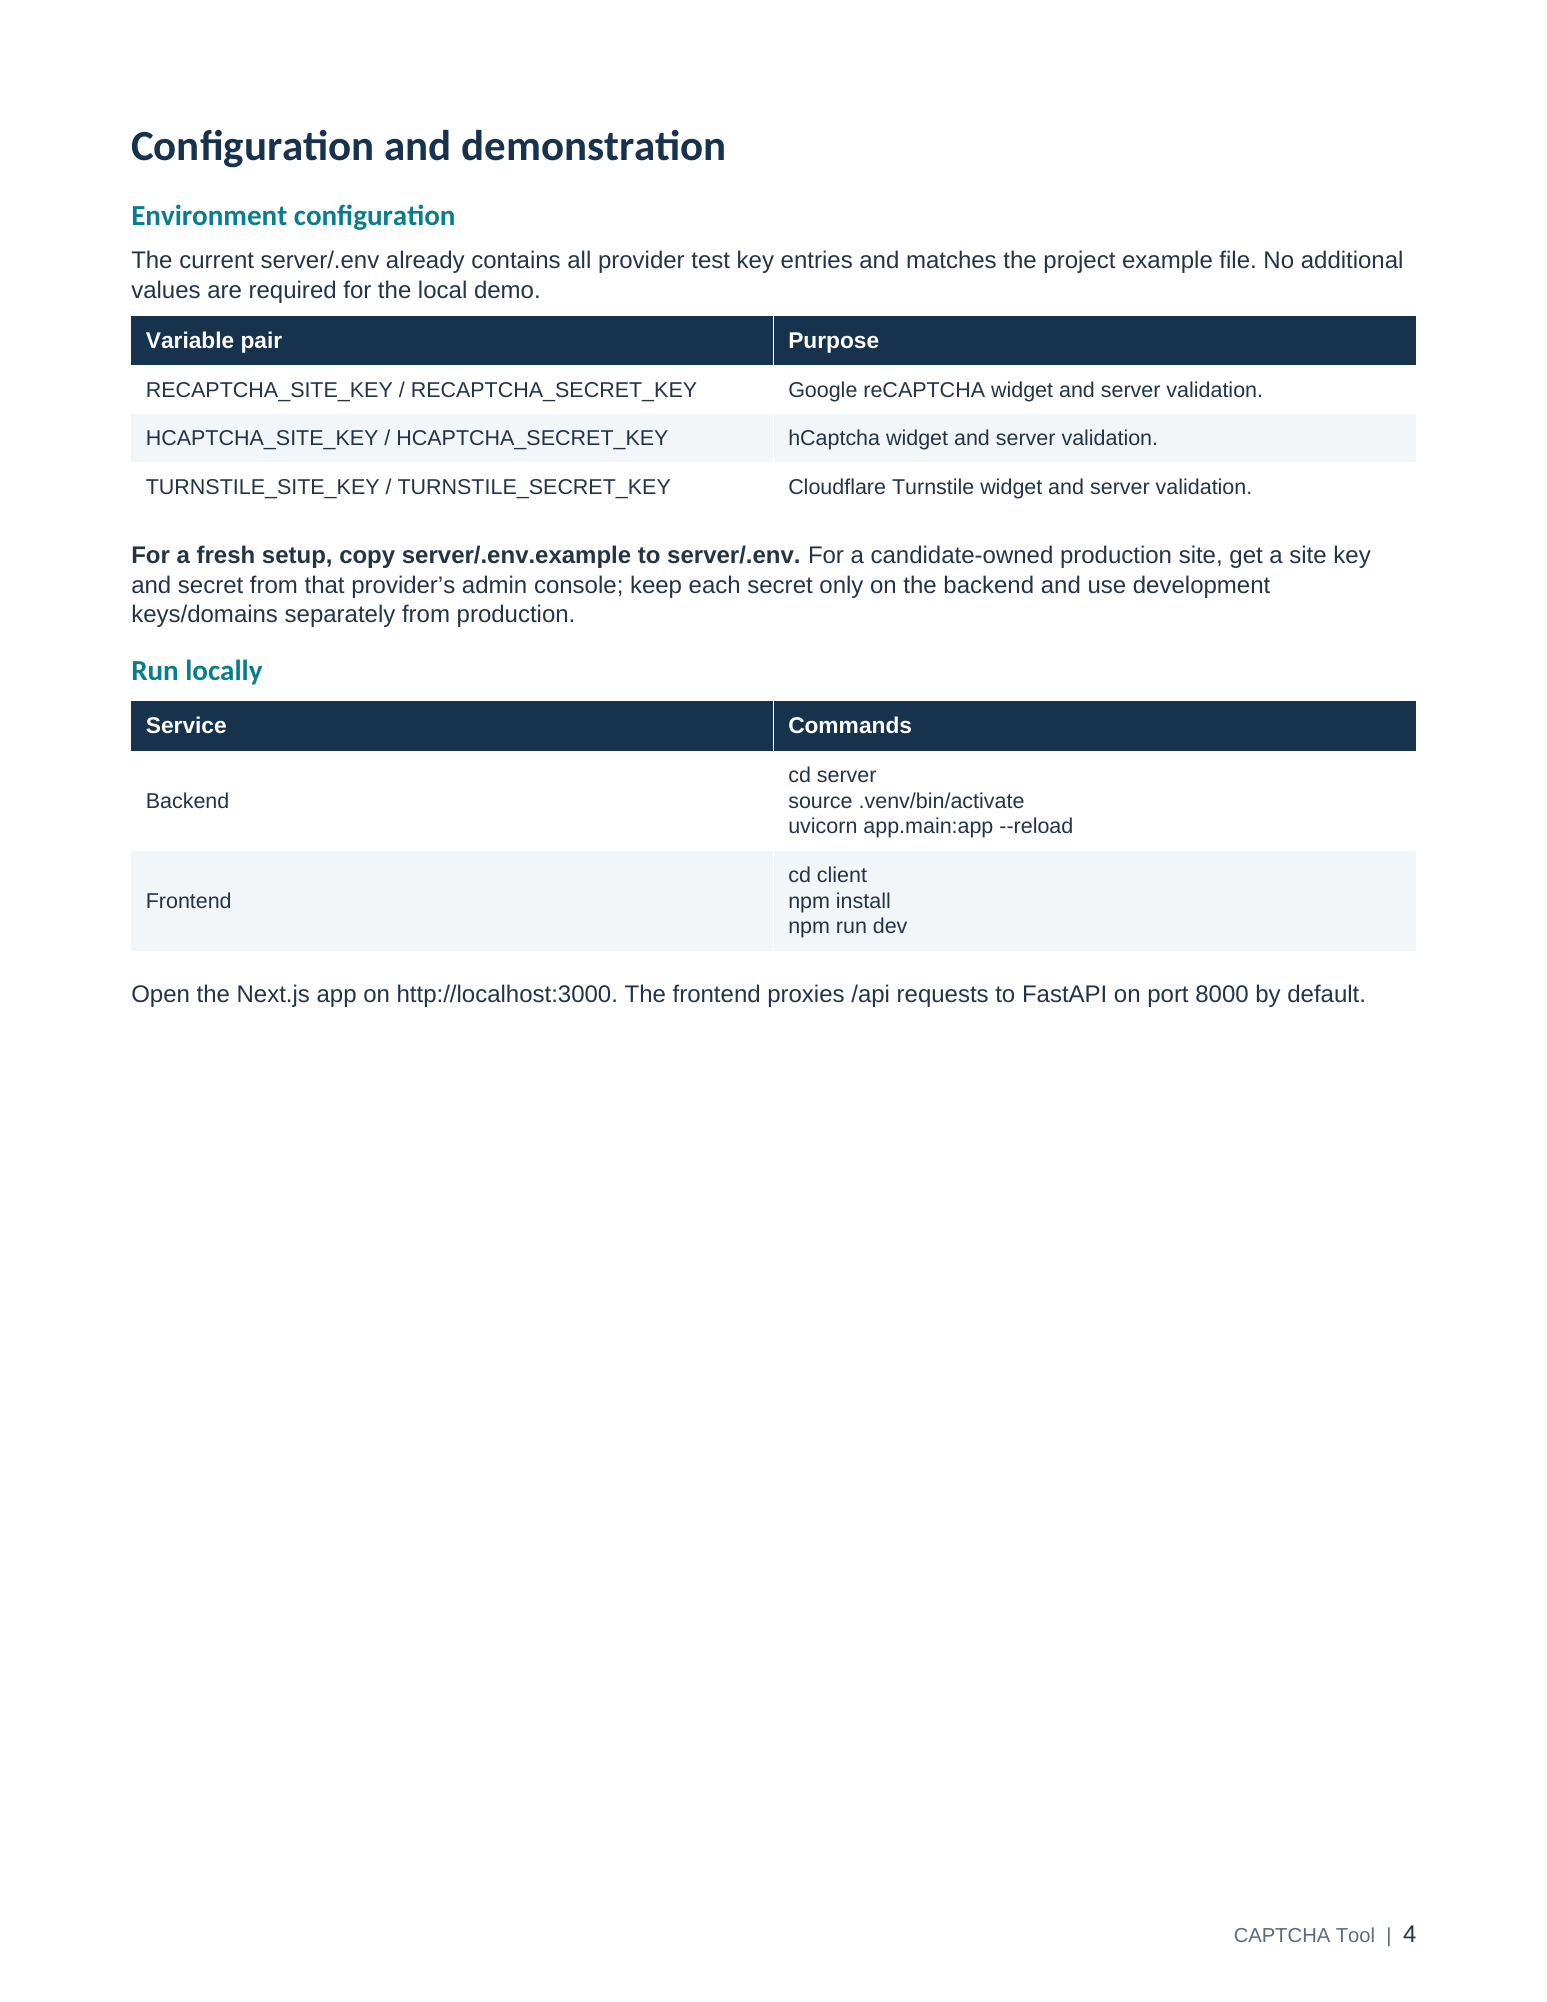 Configuration and demonstration
Environment configuration
The current server/.env already contains all provider test key entries and matches the project example file. No additional
values are required for the local demo.
Variable pair Purpose
RECAPTCHA_SITE_KEY / RECAPTCHA_SECRET_KEY Google reCAPTCHA widget and server validation.
HCAPTCHA_SITE_KEY / HCAPTCHA_SECRET_KEY hCaptcha widget and server validation.
TURNSTILE_SITE_KEY / TURNSTILE_SECRET_KEY Cloudflare Turnstile widget and server validation.
For a fresh setup, copy server/.env.example to server/.env. For a candidate-owned production site, get a site key
and secret from that provider’s admin console; keep each secret only on the backend and use development
keys/domains separately from production.
Run locally
Service Commands
Backend
cd server
source .venv/bin/activate
uvicorn app.main:app --reload
Frontend
cd client
npm install
npm run dev
Open the Next.js app on http://localhost:3000. The frontend proxies /api requests to FastAPI on port 8000 by default.
CAPTCHA Tool | 4